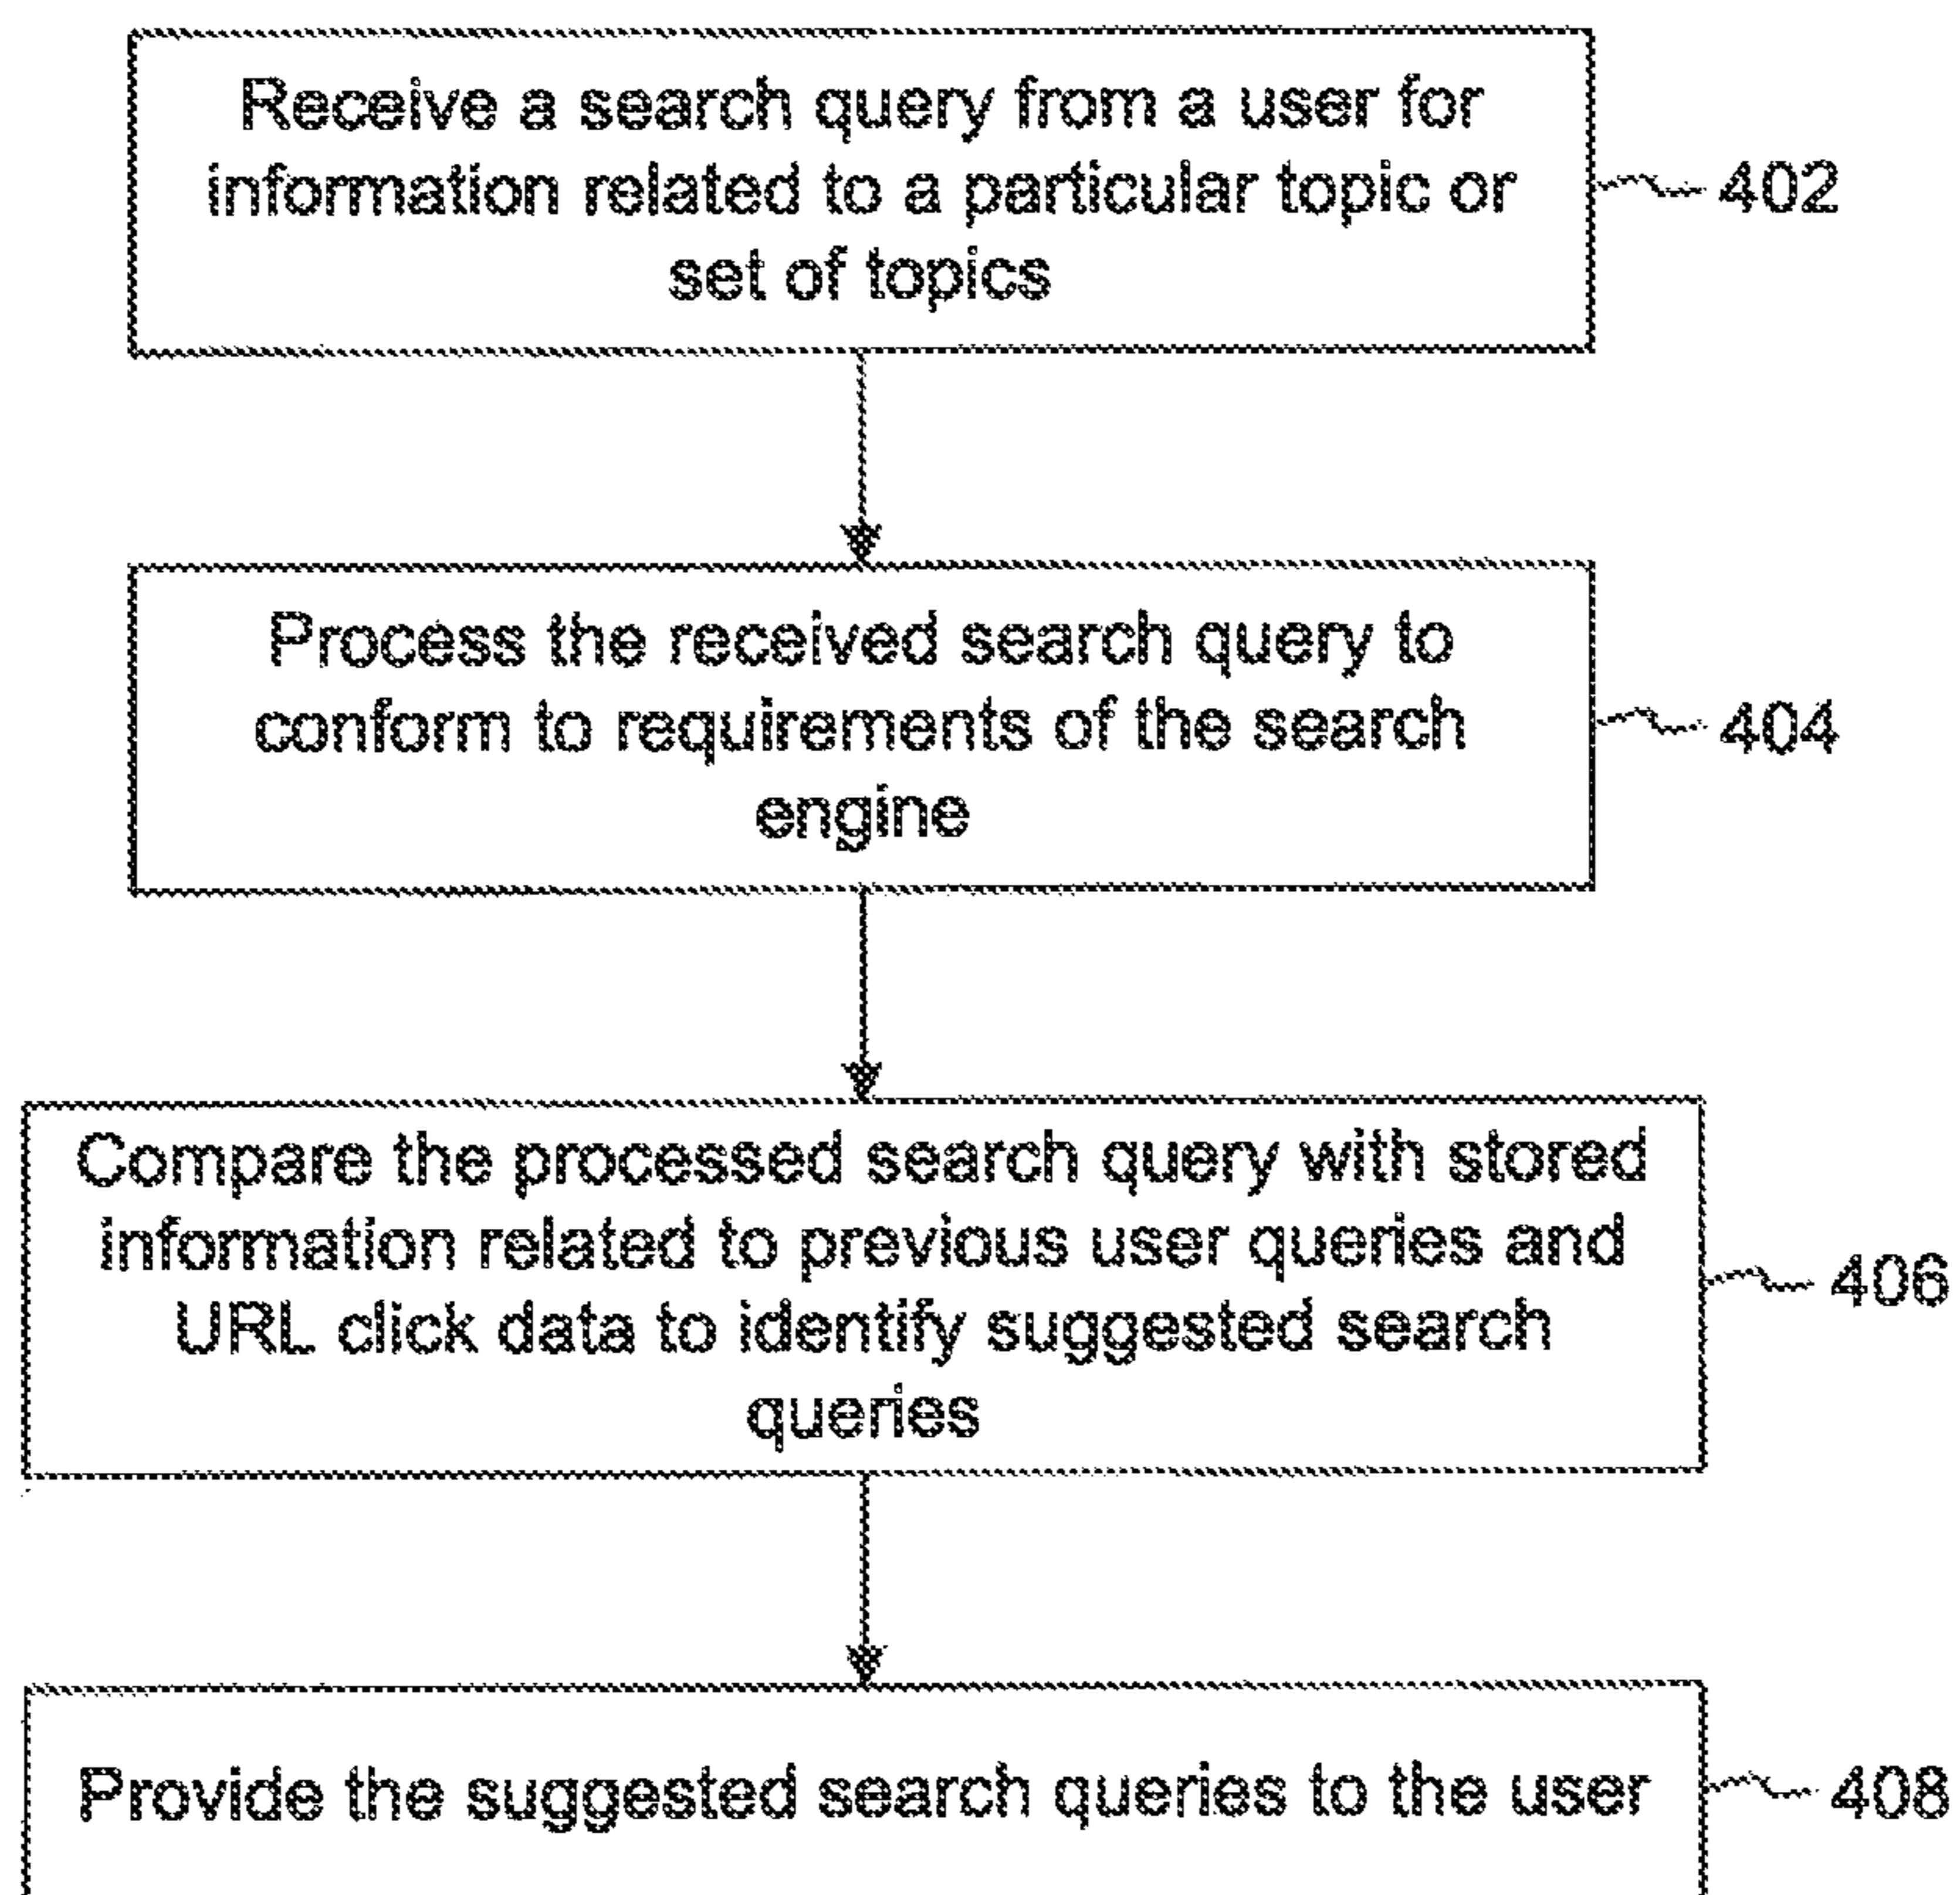 Receive a search query from a user for
information related to a particular topic or
set of topics
402
Process the received search query to
conform to requirements of the search
engine
404
Compare the processed search query with stored
information related to previous user queries and
URL click data to identify suggested search
queries
406
Provide the suggested search queries to the user
408